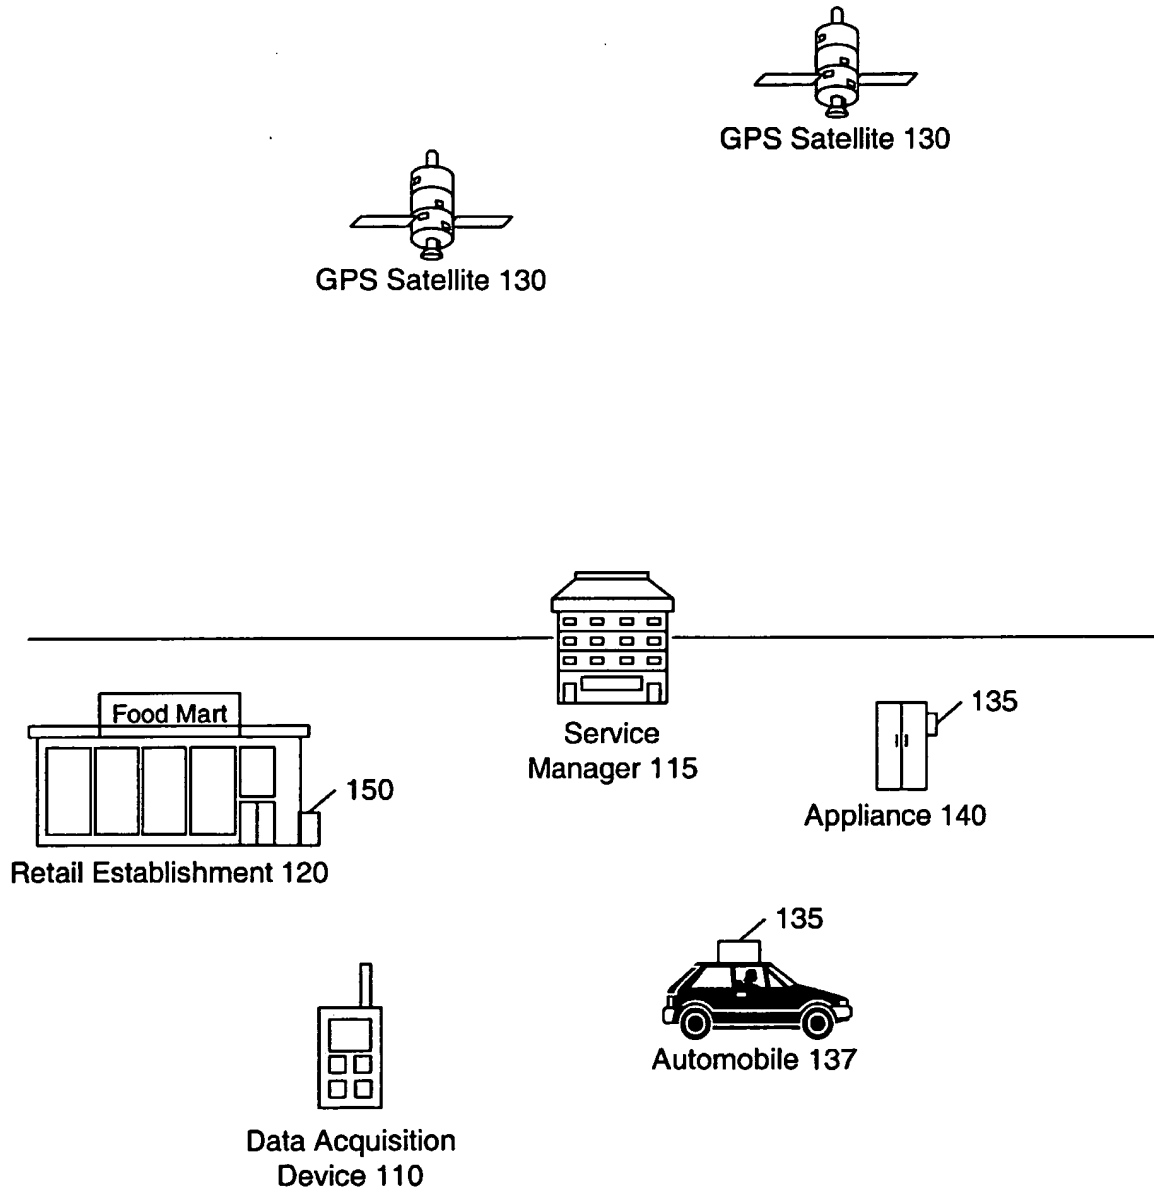 GPS Satellite 130
GPS Satellite 130
Food Mart
150
Retail Establishment 120
Service
Manager 115
135
Appliance 140
135
Automobile 137
Data Acquisition
Device 110